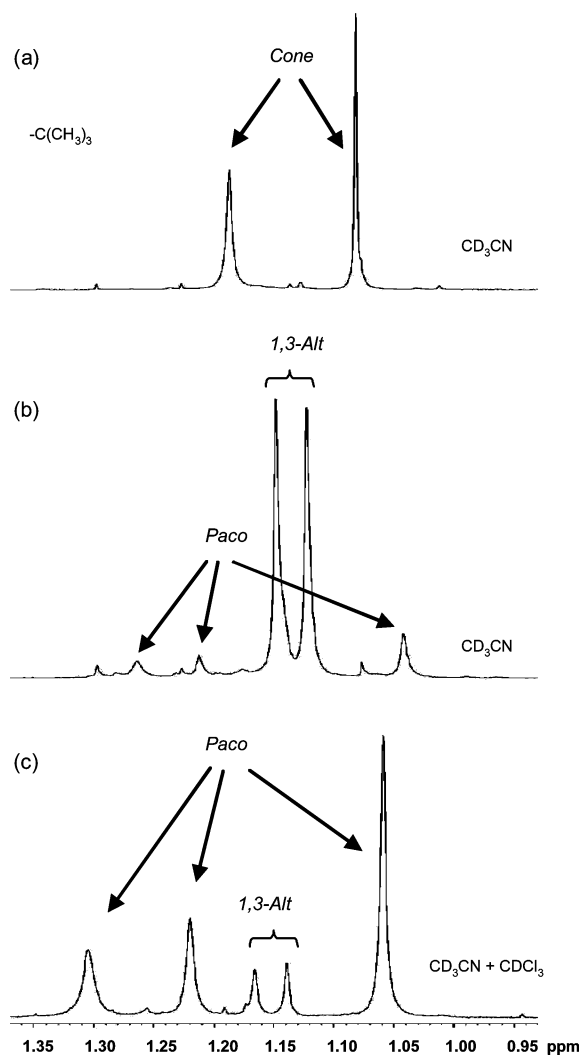 (a)
Cone
-C(CH₃)₃
CD₃CN
1,3-Alt
(b)
Paco
CD₃CN
Paco
(c)
1,3-Alt
CD₃CN + CDCl₃
1.35 1.30 1.25 1.20 1.15 1.10 1.05 1.00 0.95 ppm